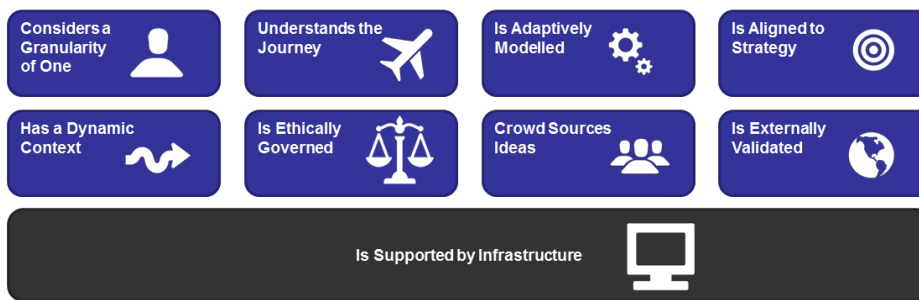 Considers a
Granularity
of One
Understands the
Journey
Is Adaptively
Modelled
Is Aligned to
Strategy
Has a Dynamic
Context
Is Ethically
Governed
Crowd Sources
Ideas
Is Externally
Validated
Is Supported by Infrastructure